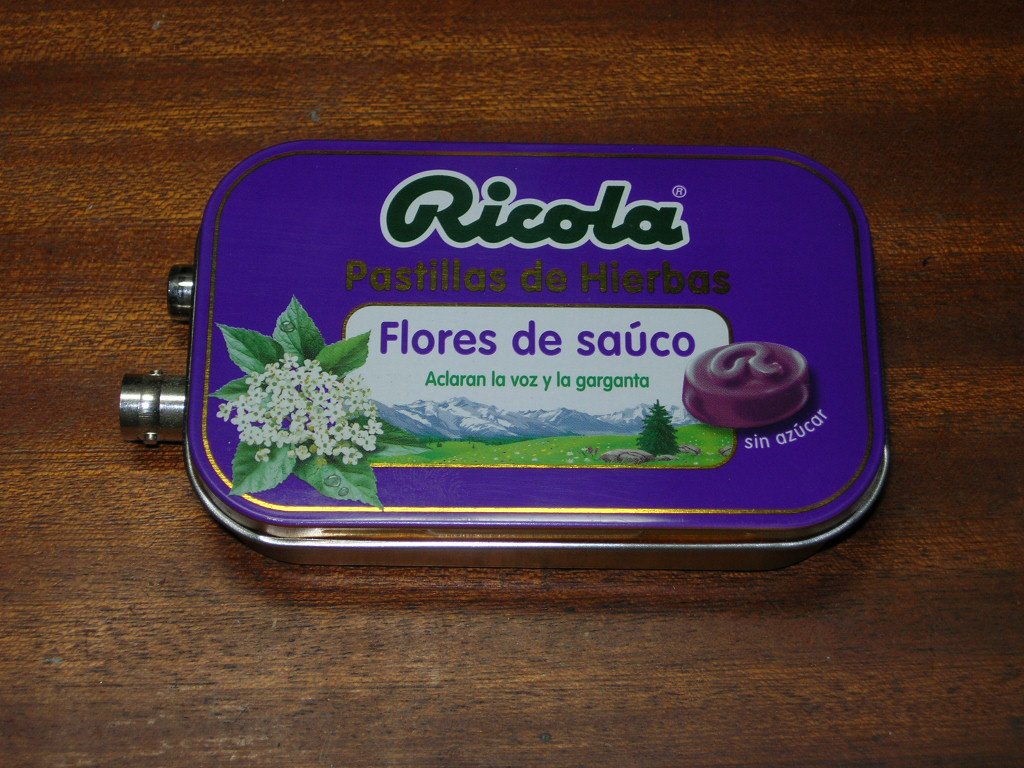 Ricola®
Pastillas de Hierbas
Flores de saúco
Aclaran la voz y la garganta
sin azúcar